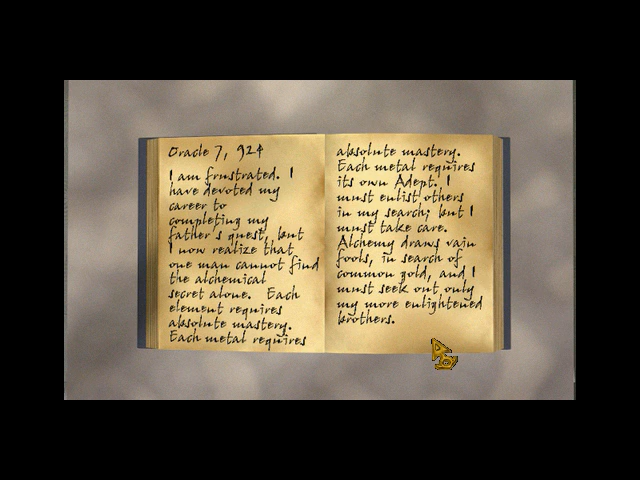 Oracle 7, 924
I am frustrated. I
have devoted my
career to
completing my
father's quest, but
I now realize that
one man cannot find
the alchemical
secret alone. Each
element requires
absolute mastery.
Each metal requires
absolute mastery.
Each metal requires
its own Adept. I
must enlist others
in my search; but I
must take care.
Alchemy draws vain
fools, in search of
common gold, and I
must seek out only
my more enlightened
brothers.